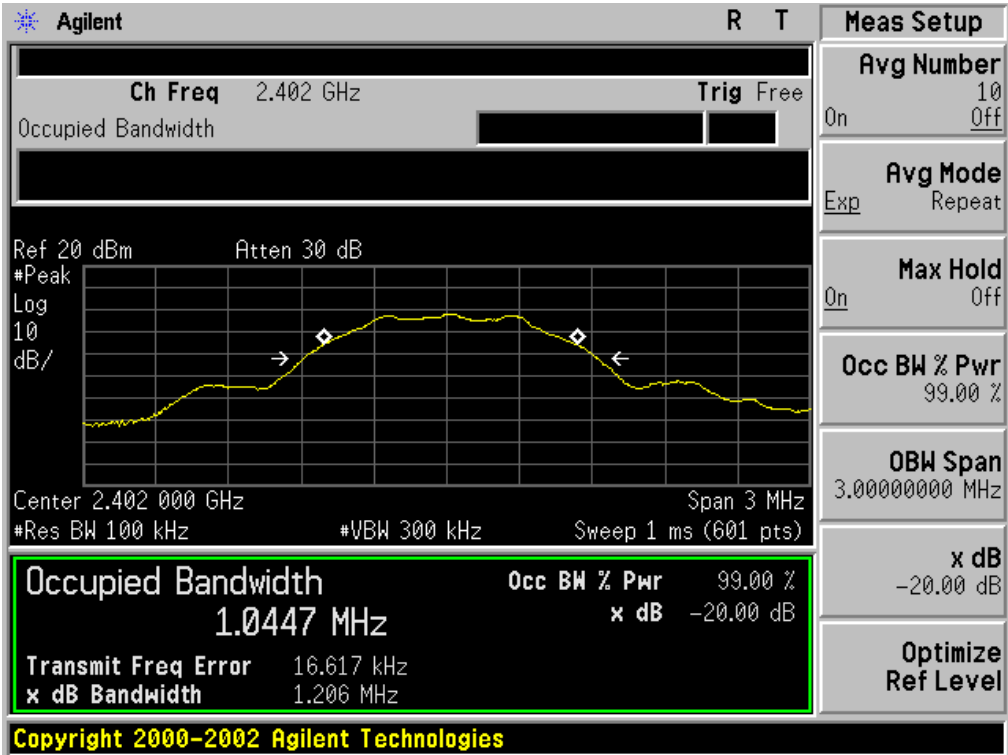 Agilent R T
Ch Freq 2.402 GHz Trig Free
Occupied Bandwidth
Ref 20 dBm Atten 30 dB
#Peak
Log
10
dB/
Center 2.402 000 GHz Span 3 MHz
#Res BW 100 kHz #VBW 300 kHz Sweep 1 ms (601 pts)
Occupied Bandwidth Occ BW % Pwr 99.00 %
1.0447 MHz x dB -20.00 dB
Transmit Freq Error 16.617 kHz
x dB Bandwidth 1.206 MHz
Copyright 2000-2002 Agilent Technologies
Meas Setup
Avg Number
10
On Off
Avg Mode
Exp Repeat
Max Hold
On Off
Occ BW % Pwr
99.00 %
OBW Span
3.00000000 MHz
x dB
-20.00 dB
Optimize
Ref Level